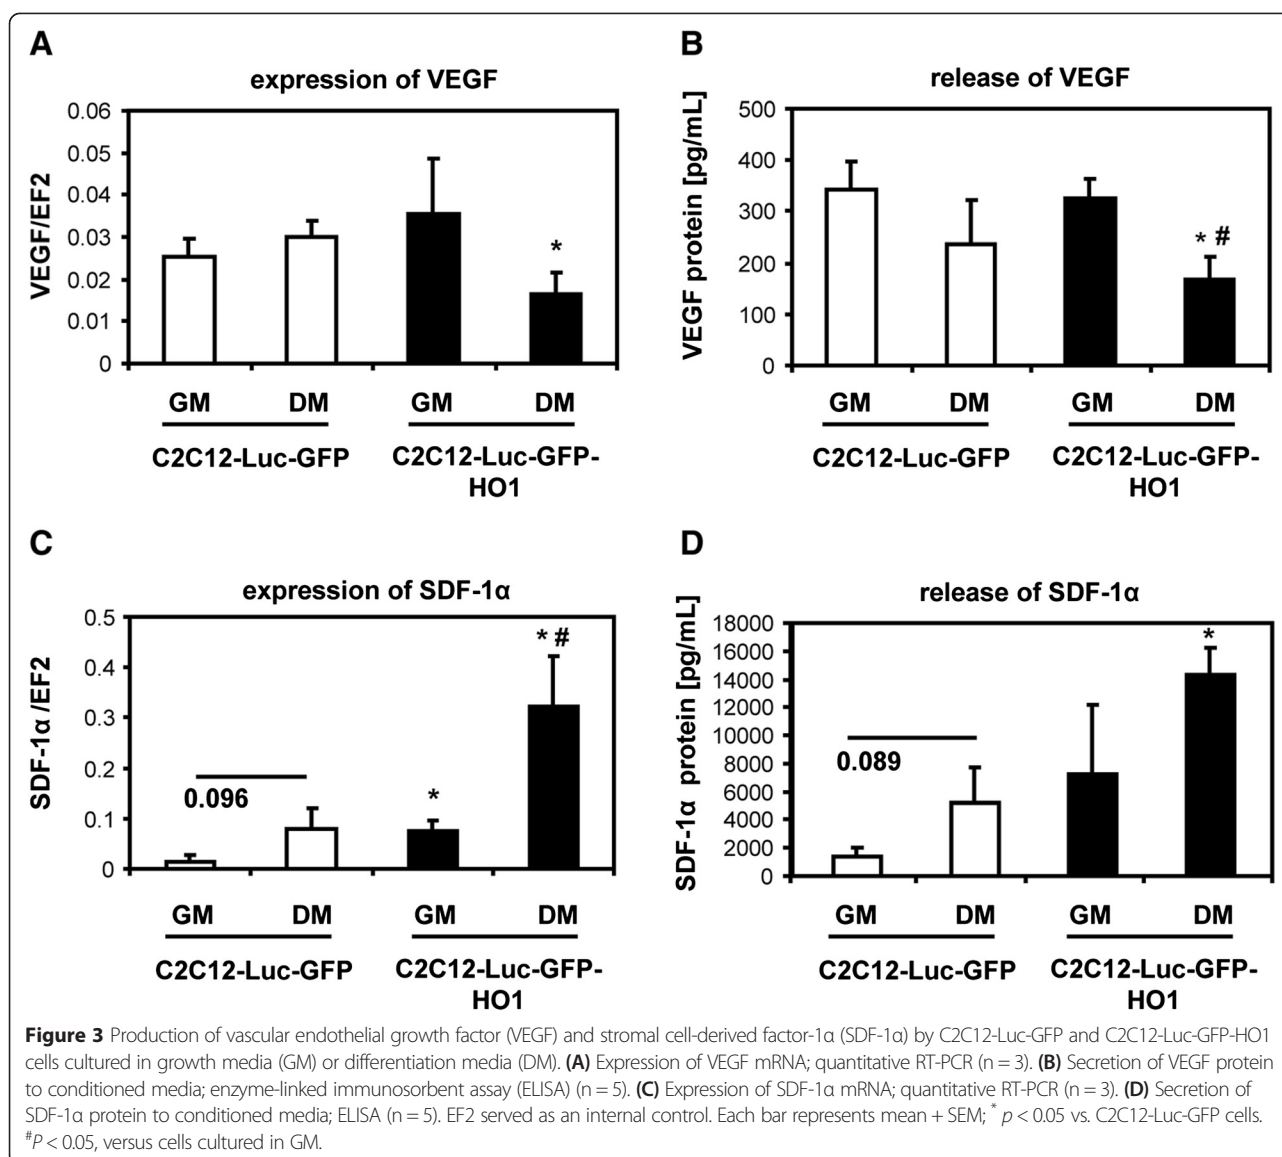 A
expression of VEGF
VEGF/EF2
0.06
0.05
0.04
0.03
0.02
0.01
0
*
GM DM GM DM
C2C12-Luc-GFP C2C12-Luc-GFP-
HO1
B
release of VEGF
VEGF protein [pg/mL]
500
400
300
200
100
0
* #
GM DM GM DM
C2C12-Luc-GFP C2C12-Luc-GFP-
HO1
C
expression of SDF-1α
SDF-1α /EF2
0.5
0.4
0.3
0.2
0.1
0
0.096
*
* #
GM DM GM DM
C2C12-Luc-GFP C2C12-Luc-GFP-
HO1
D
release of SDF-1α
SDF-1α protein [pg/mL]
18000
16000
14000
12000
10000
8000
6000
4000
2000
0
0.089
*
GM DM GM DM
C2C12-Luc-GFP C2C12-Luc-GFP-
HO1
Figure 3 Production of vascular endothelial growth factor (VEGF) and stromal cell-derived factor-1α (SDF-1α) by C2C12-Luc-GFP and C2C12-Luc-GFP-HO1
cells cultured in growth media (GM) or differentiation media (DM). (A) Expression of VEGF mRNA; quantitative RT-PCR (n = 3). (B) Secretion of VEGF protein
to conditioned media; enzyme-linked immunosorbent assay (ELISA) (n = 5). (C) Expression of SDF-1α mRNA; quantitative RT-PCR (n = 3). (D) Secretion of
SDF-1α protein to conditioned media; ELISA (n = 5). EF2 served as an internal control. Each bar represents mean + SEM; * p < 0.05 vs. C2C12-Luc-GFP cells.
#P < 0.05, versus cells cultured in GM.